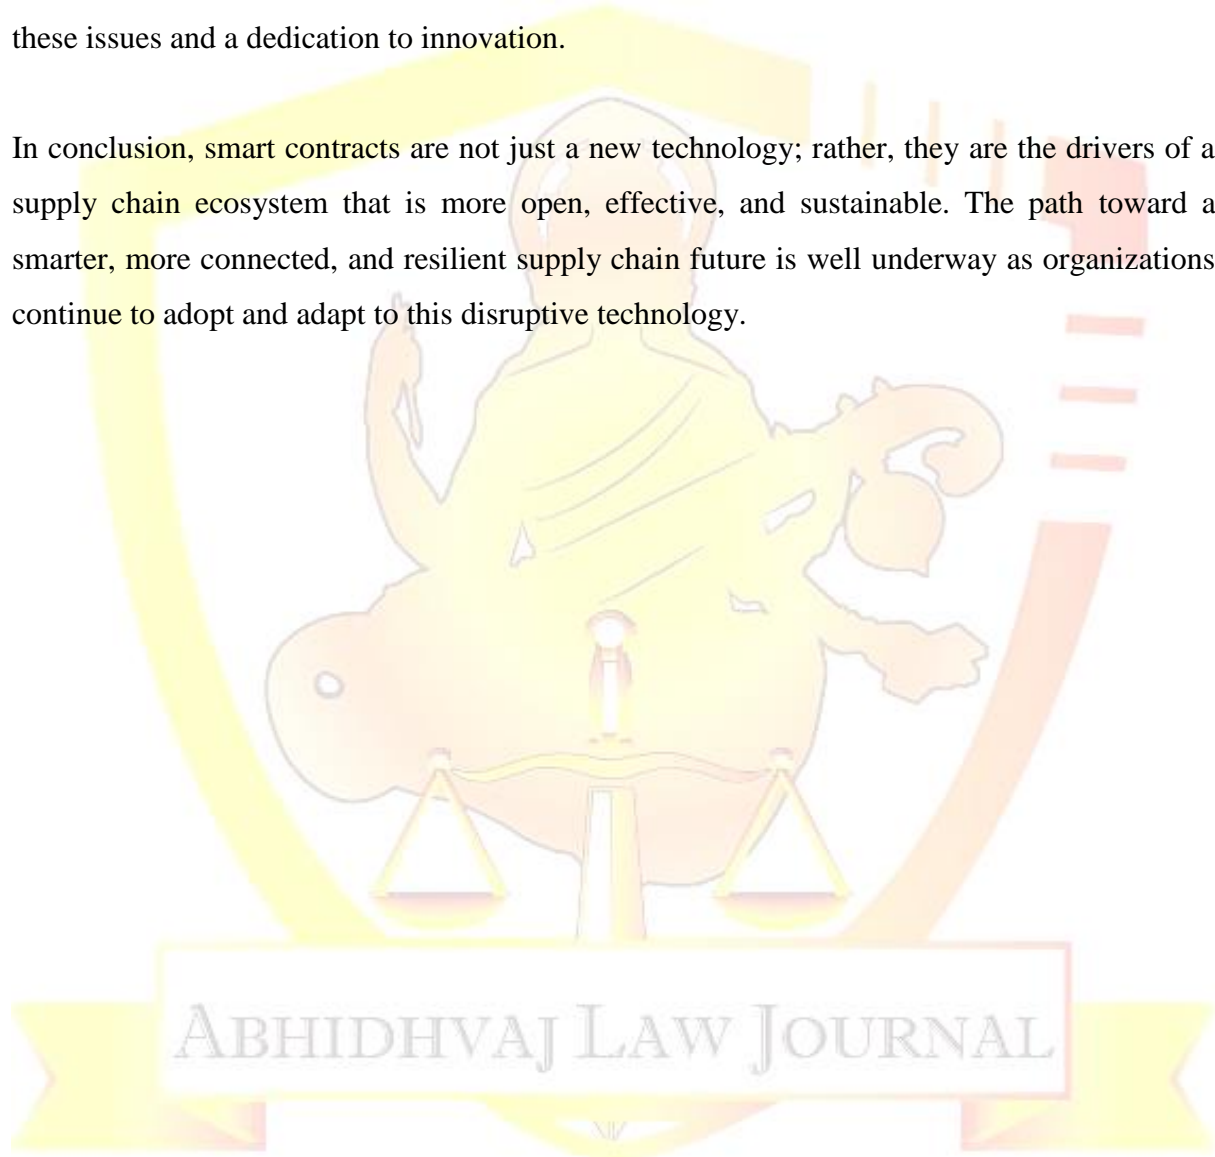 these issues and a dedication to innovation.
In conclusion, smart contracts are not just a new technology; rather, they are the drivers of a
supply chain ecosystem that is more open, effective, and sustainable. The path toward a
smarter, more connected, and resilient supply chain future is well underway as organizations
continue to adopt and adapt to this disruptive technology.
ABHIDHVAJ LAW JOURNAL